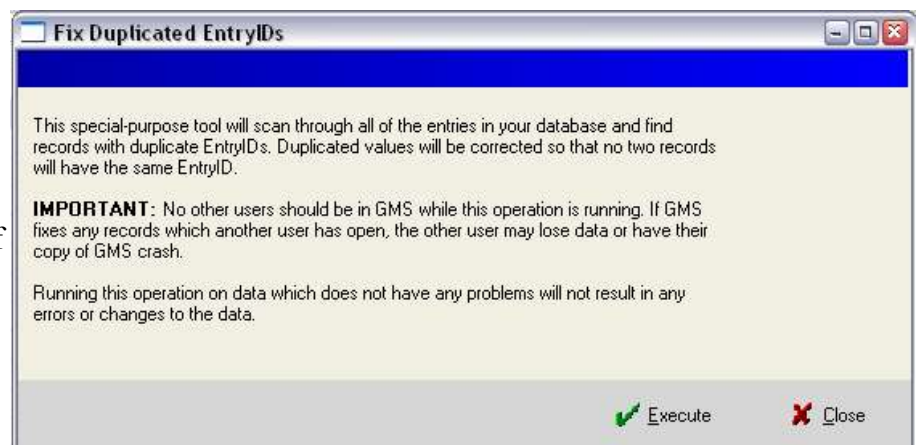 Fix Duplicated EntryIDs
This special-purpose tool will scan through all of the entries in your database and find
records with duplicate EntryIDs. Duplicated values will be corrected so that no two records
will have the same EntryID.
IMPORTANT: No other users should be in GMS while this operation is running. If GMS
fixes any records which another user has open, the other user may lose data or have their
copy of GMS crash.
Running this operation on data which does not have any problems will not result in any
errors or changes to the data.
Execute
Close